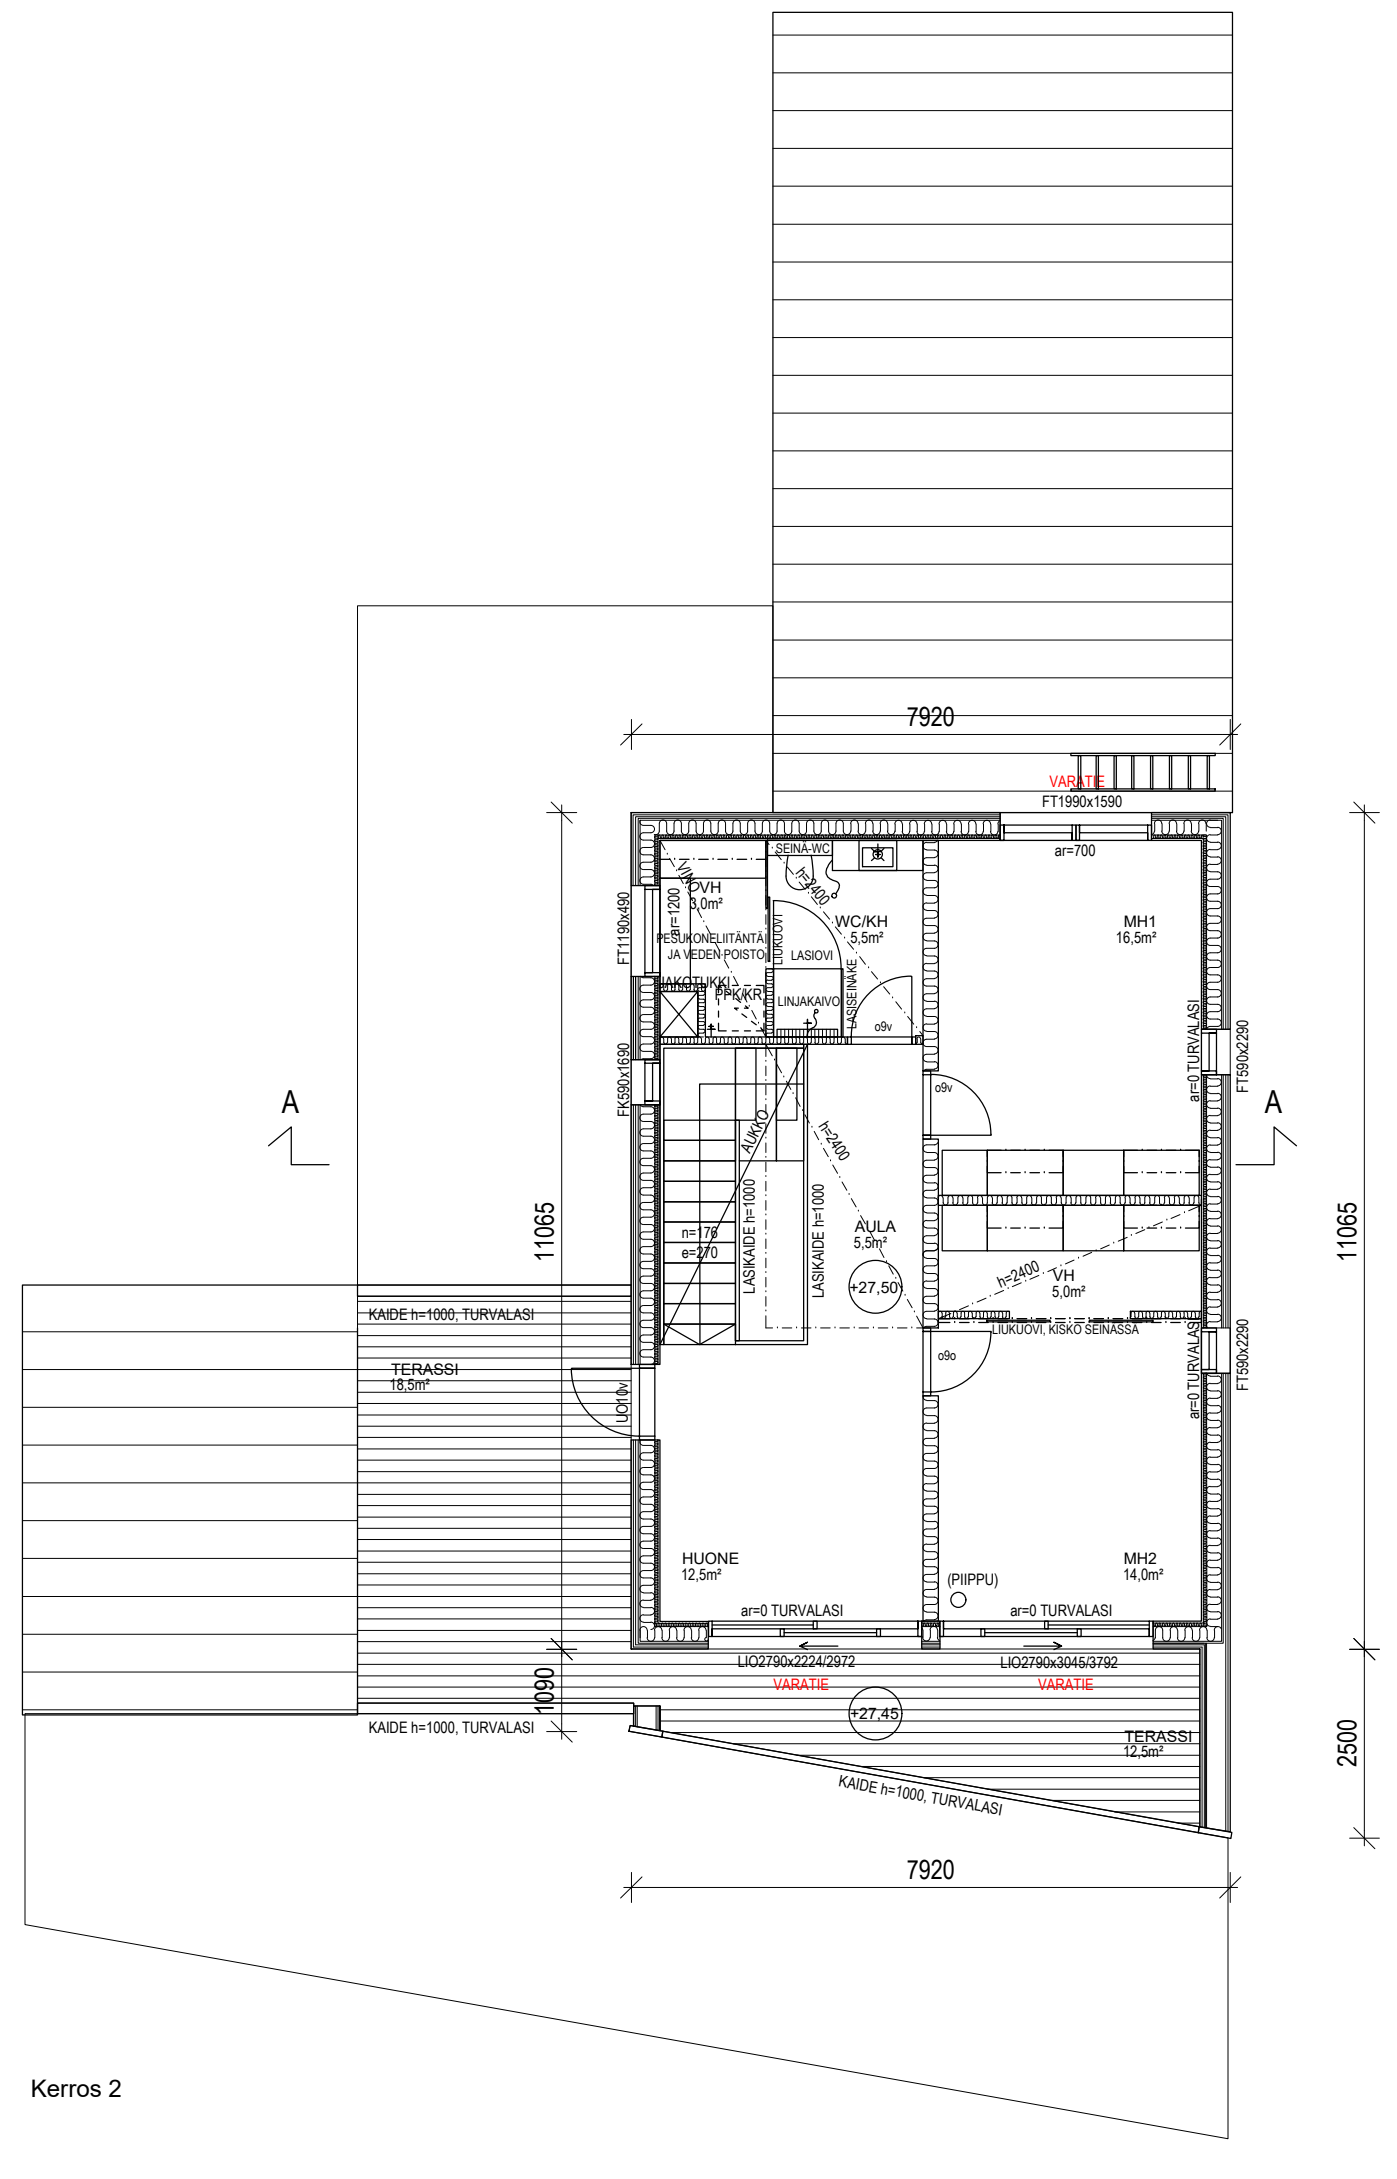 7920
VARATIE
FT1990x1590
ar=700
SEINÄ-WC
h=2400
VINO
VH
3,0m²
ar=1200
FT1190x490
WC/KH
5,5m²
MH1
16,5m²
PESUKONELIITÄNTÄ
JA VEDEN POISTO
LIUKUOVI
LASIOVI
JAKOTUKKI
PPK/KR
LINJAKAIVO
LASISEINÄKE
o9v
FK590x1690
ar=0 TURVALASI
FT590x2290
o9v
A
A
AUKKO
h=2400
LASIKAIDE h=1000
LASIKAIDE h=1000
n=176
e=270
AULA
5,5m²
+27,50
11065
11065
h=2400
VH
5,0m²
LIUKUOVI, KISKO SEINASSA
KAIDE h=1000, TURVALASI
TERASSI
18,5m²
UO10v
o9o
ar=0 TURVALASI
FT590x2290
HUONE
12,5m²
MH2
14,0m²
(PIIPPU)
ar=0 TURVALASI
ar=0 TURVALASI
LIO2790x2224/2972
LIO2790x3045/3792
VARATIE
VARATIE
1090
+27,45
KAIDE h=1000, TURVALASI
TERASSI
12,5m²
2500
KAIDE h=1000, TURVALASI
7920
Kerros 2